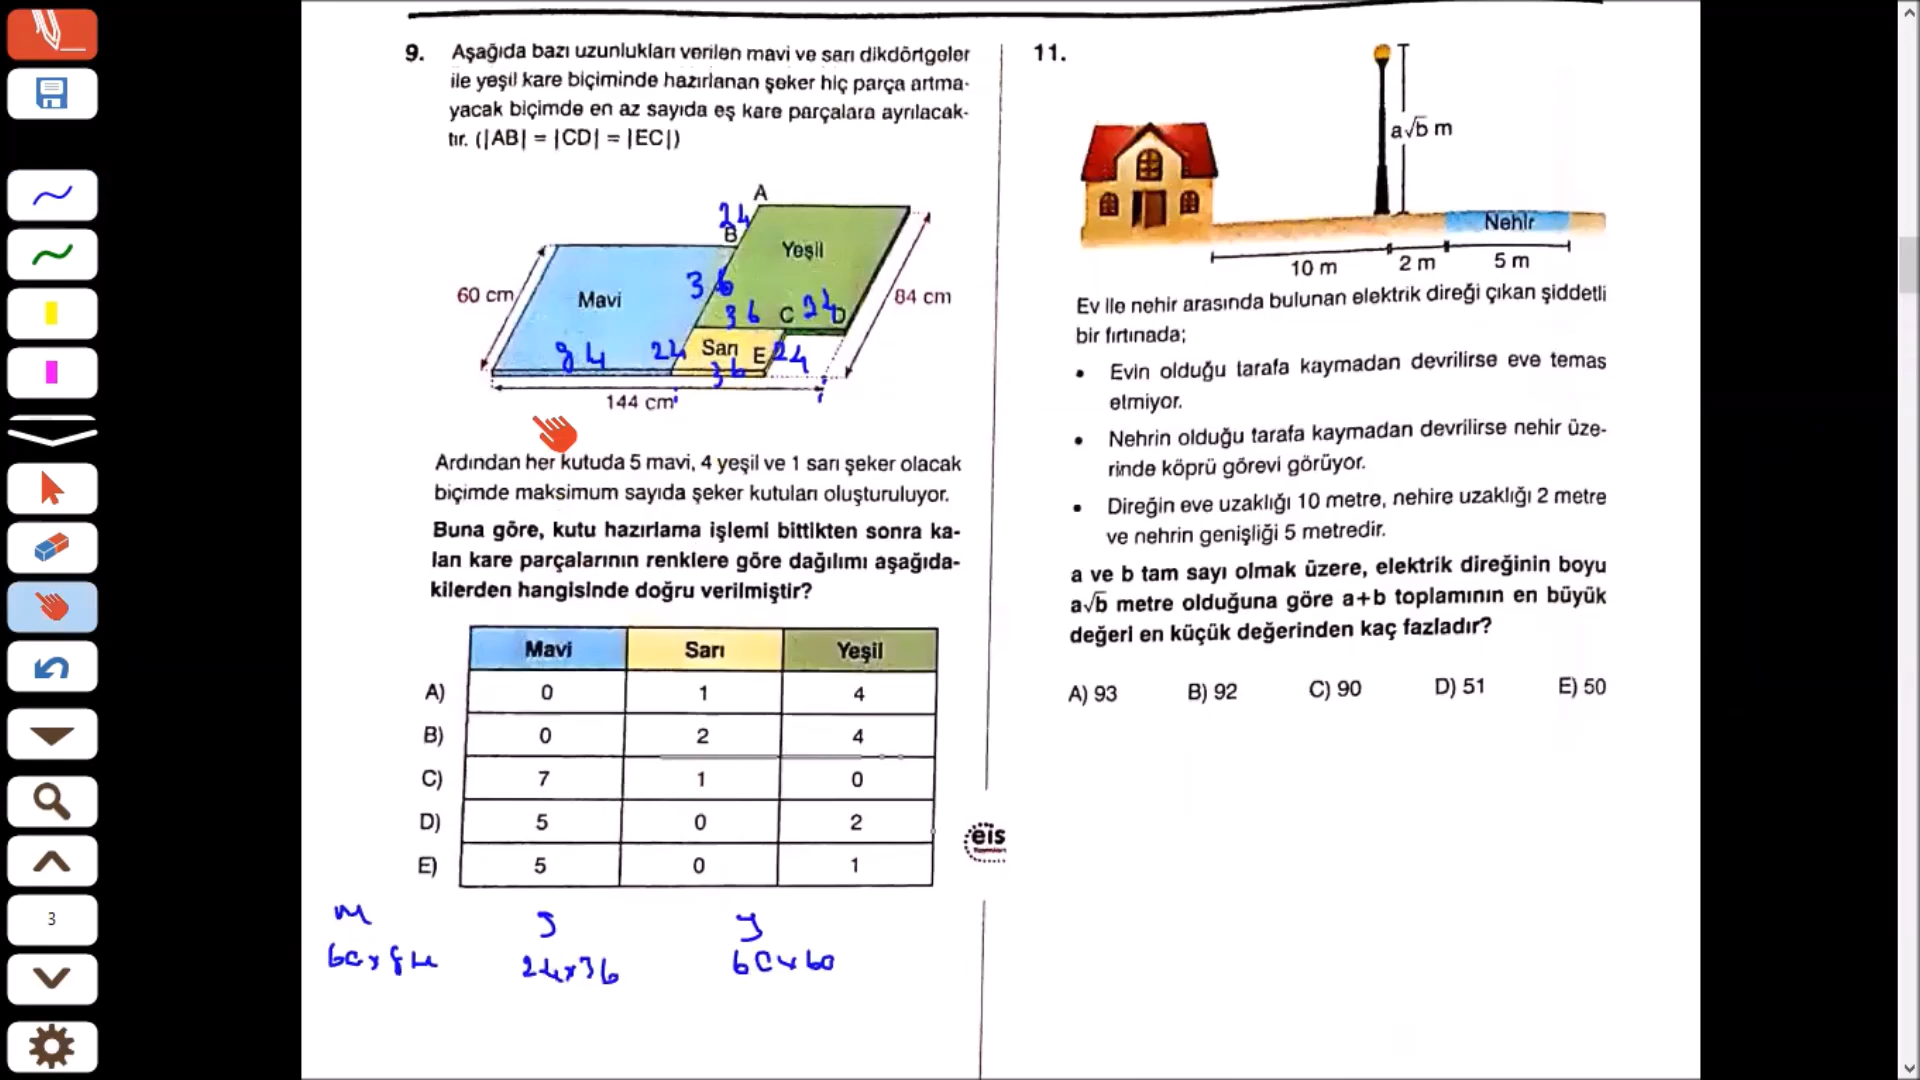 9. Aşağıda bazı uzunlukları verilen mavi ve sarı dikdörtgeler
ile yeşil kare biçiminde hazırlanan şeker hiç parça artma-
yacak biçimde en az sayıda eş kare parçalara ayrılacak-
tır. (|AB| = |CD| = |EC|)
A
24
B
Yeşil
60 cm
Mavi
36
84 cm
36
C
24
D
84
24
Sarı
E
24
36
144 cm
Ardından her kutuda 5 mavi, 4 yeşil ve 1 sarı şeker olacak
biçimde maksimum sayıda şeker kutuları oluşturuluyor.
Buna göre, kutu hazırlama işlemi bittikten sonra ka-
lan kare parçalarının renklere göre dağılımı aşağıda-
kilerden hangisinde doğru verilmiştir?
Mavi Sarı Yeşil
A) 0 1 4
B) 0 2 4
C) 7 1 0
D) 5 0 2
E) 5 0 1
m s y
60x84 24x36 60x60
eis
11.
a√b m
Nehir
10 m 2 m 5 m
Ev ile nehir arasında bulunan elektrik direği çıkan şiddetli
bir fırtınada;
• Evin olduğu tarafa kaymadan devrilirse eve temas
etmiyor.
• Nehrin olduğu tarafa kaymadan devrilirse nehir üze-
rinde köprü görevi görüyor.
• Direğin eve uzaklığı 10 metre, nehire uzaklığı 2 metre
ve nehrin genişliği 5 metredir.
a ve b tam sayı olmak üzere, elektrik direğinin boyu
a√b metre olduğuna göre a+b toplamının en büyük
değeri en küçük değerinden kaç fazladır?
A) 93 B) 92 C) 90 D) 51 E) 50
3